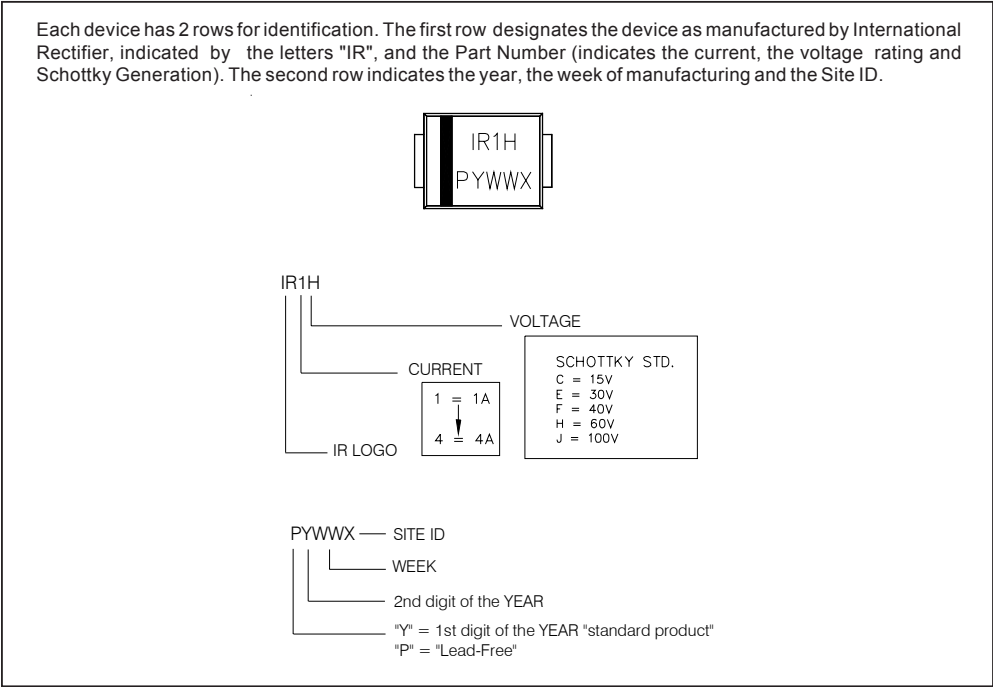 Each device has 2 rows for identification. The first row designates the device as manufactured by International
Rectifier, indicated by the letters "IR", and the Part Number (indicates the current, the voltage rating and
Schottky Generation). The second row indicates the year, the week of manufacturing and the Site ID.
IR1H
PYWWX
IR1H
VOLTAGE
SCHOTTKY STD.
C = 15V
E = 30V
F = 40V
H = 60V
J = 100V
CURRENT
1 = 1A
4 = 4A
IR LOGO
PYWWX
SITE ID
WEEK
2nd digit of the YEAR
"Y" = 1st digit of the YEAR "standard product"
"P" = "Lead-Free"